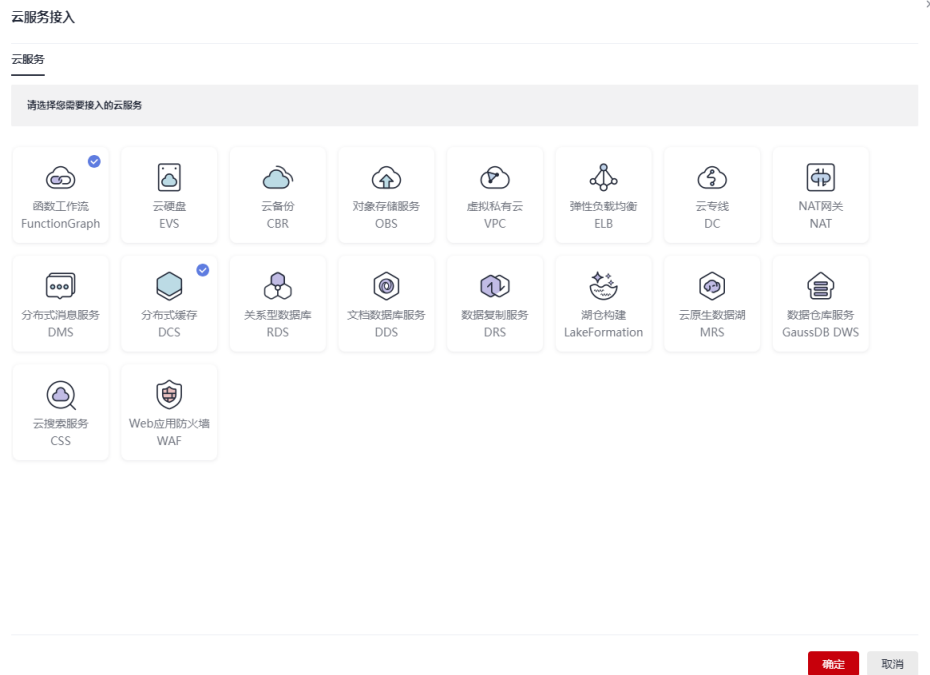 云服务接入
云服务
请选择您需要接入的云服务
函数工作流
FunctionGraph
云硬盘
EVS
云备份
CBR
对象存储服务
OBS
虚拟私有云
VPC
弹性负载均衡
ELB
云专线
DC
NAT网关
NAT
分布式消息服务
DMS
分布式缓存
DCS
关系型数据库
RDS
文档数据库服务
DDS
数据复制服务
DRS
湖仓构建
LakeFormation
云原生数据湖
MRS
数据仓库服务
GaussDB DWS
云搜索服务
CSS
Web应用防火墙
WAF
确定
取消